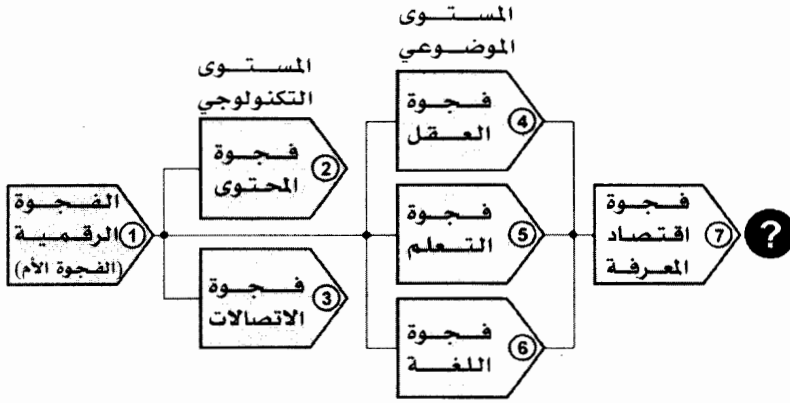 المستوى
الموضوعي
المستوى
التكنولوجي
الفجوة
الرقمية
(الفجوة الأم)
1
فجوة
المحتوى
2
فجوة
الاتصالات
3
فجوة
العقل
4
فجوة
التعلم
5
فجوة
اللغة
6
فجوة
اقتصاد
المعرفة
7
?